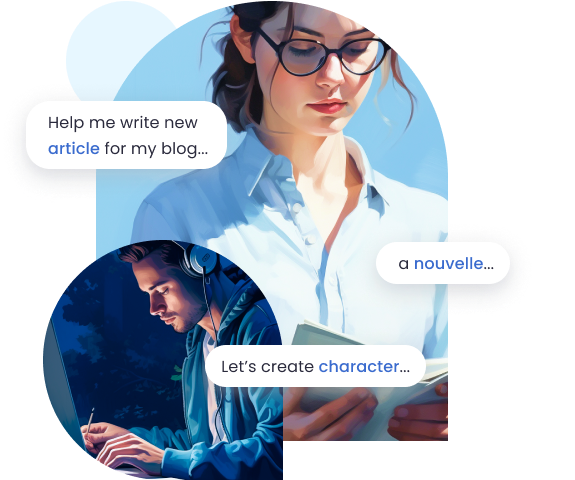 Help me write new
article for my blog...
a nouvelle...
Let's create character...